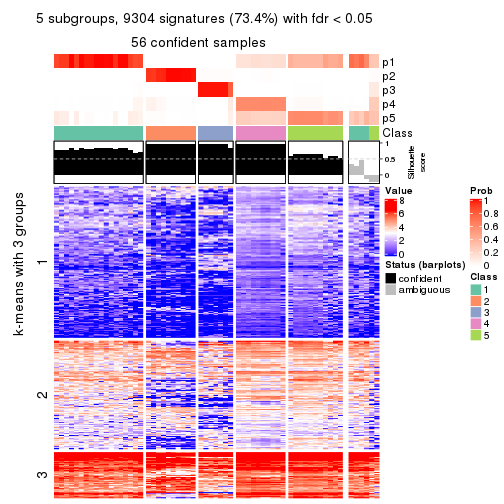 5 subgroups, 9304 signatures (73.4%) with fdr < 0.05
56 confident samples
p1
p2
p3
p4
p5
Class
1
0.5
0
Silhouette
score
k-means with 3 groups
1
2
3
Value
8
6
4
2
0
Status (barplots)
confident
ambiguous
Prob
1
0.8
0.6
0.4
0.2
0
Class
1
2
3
4
5